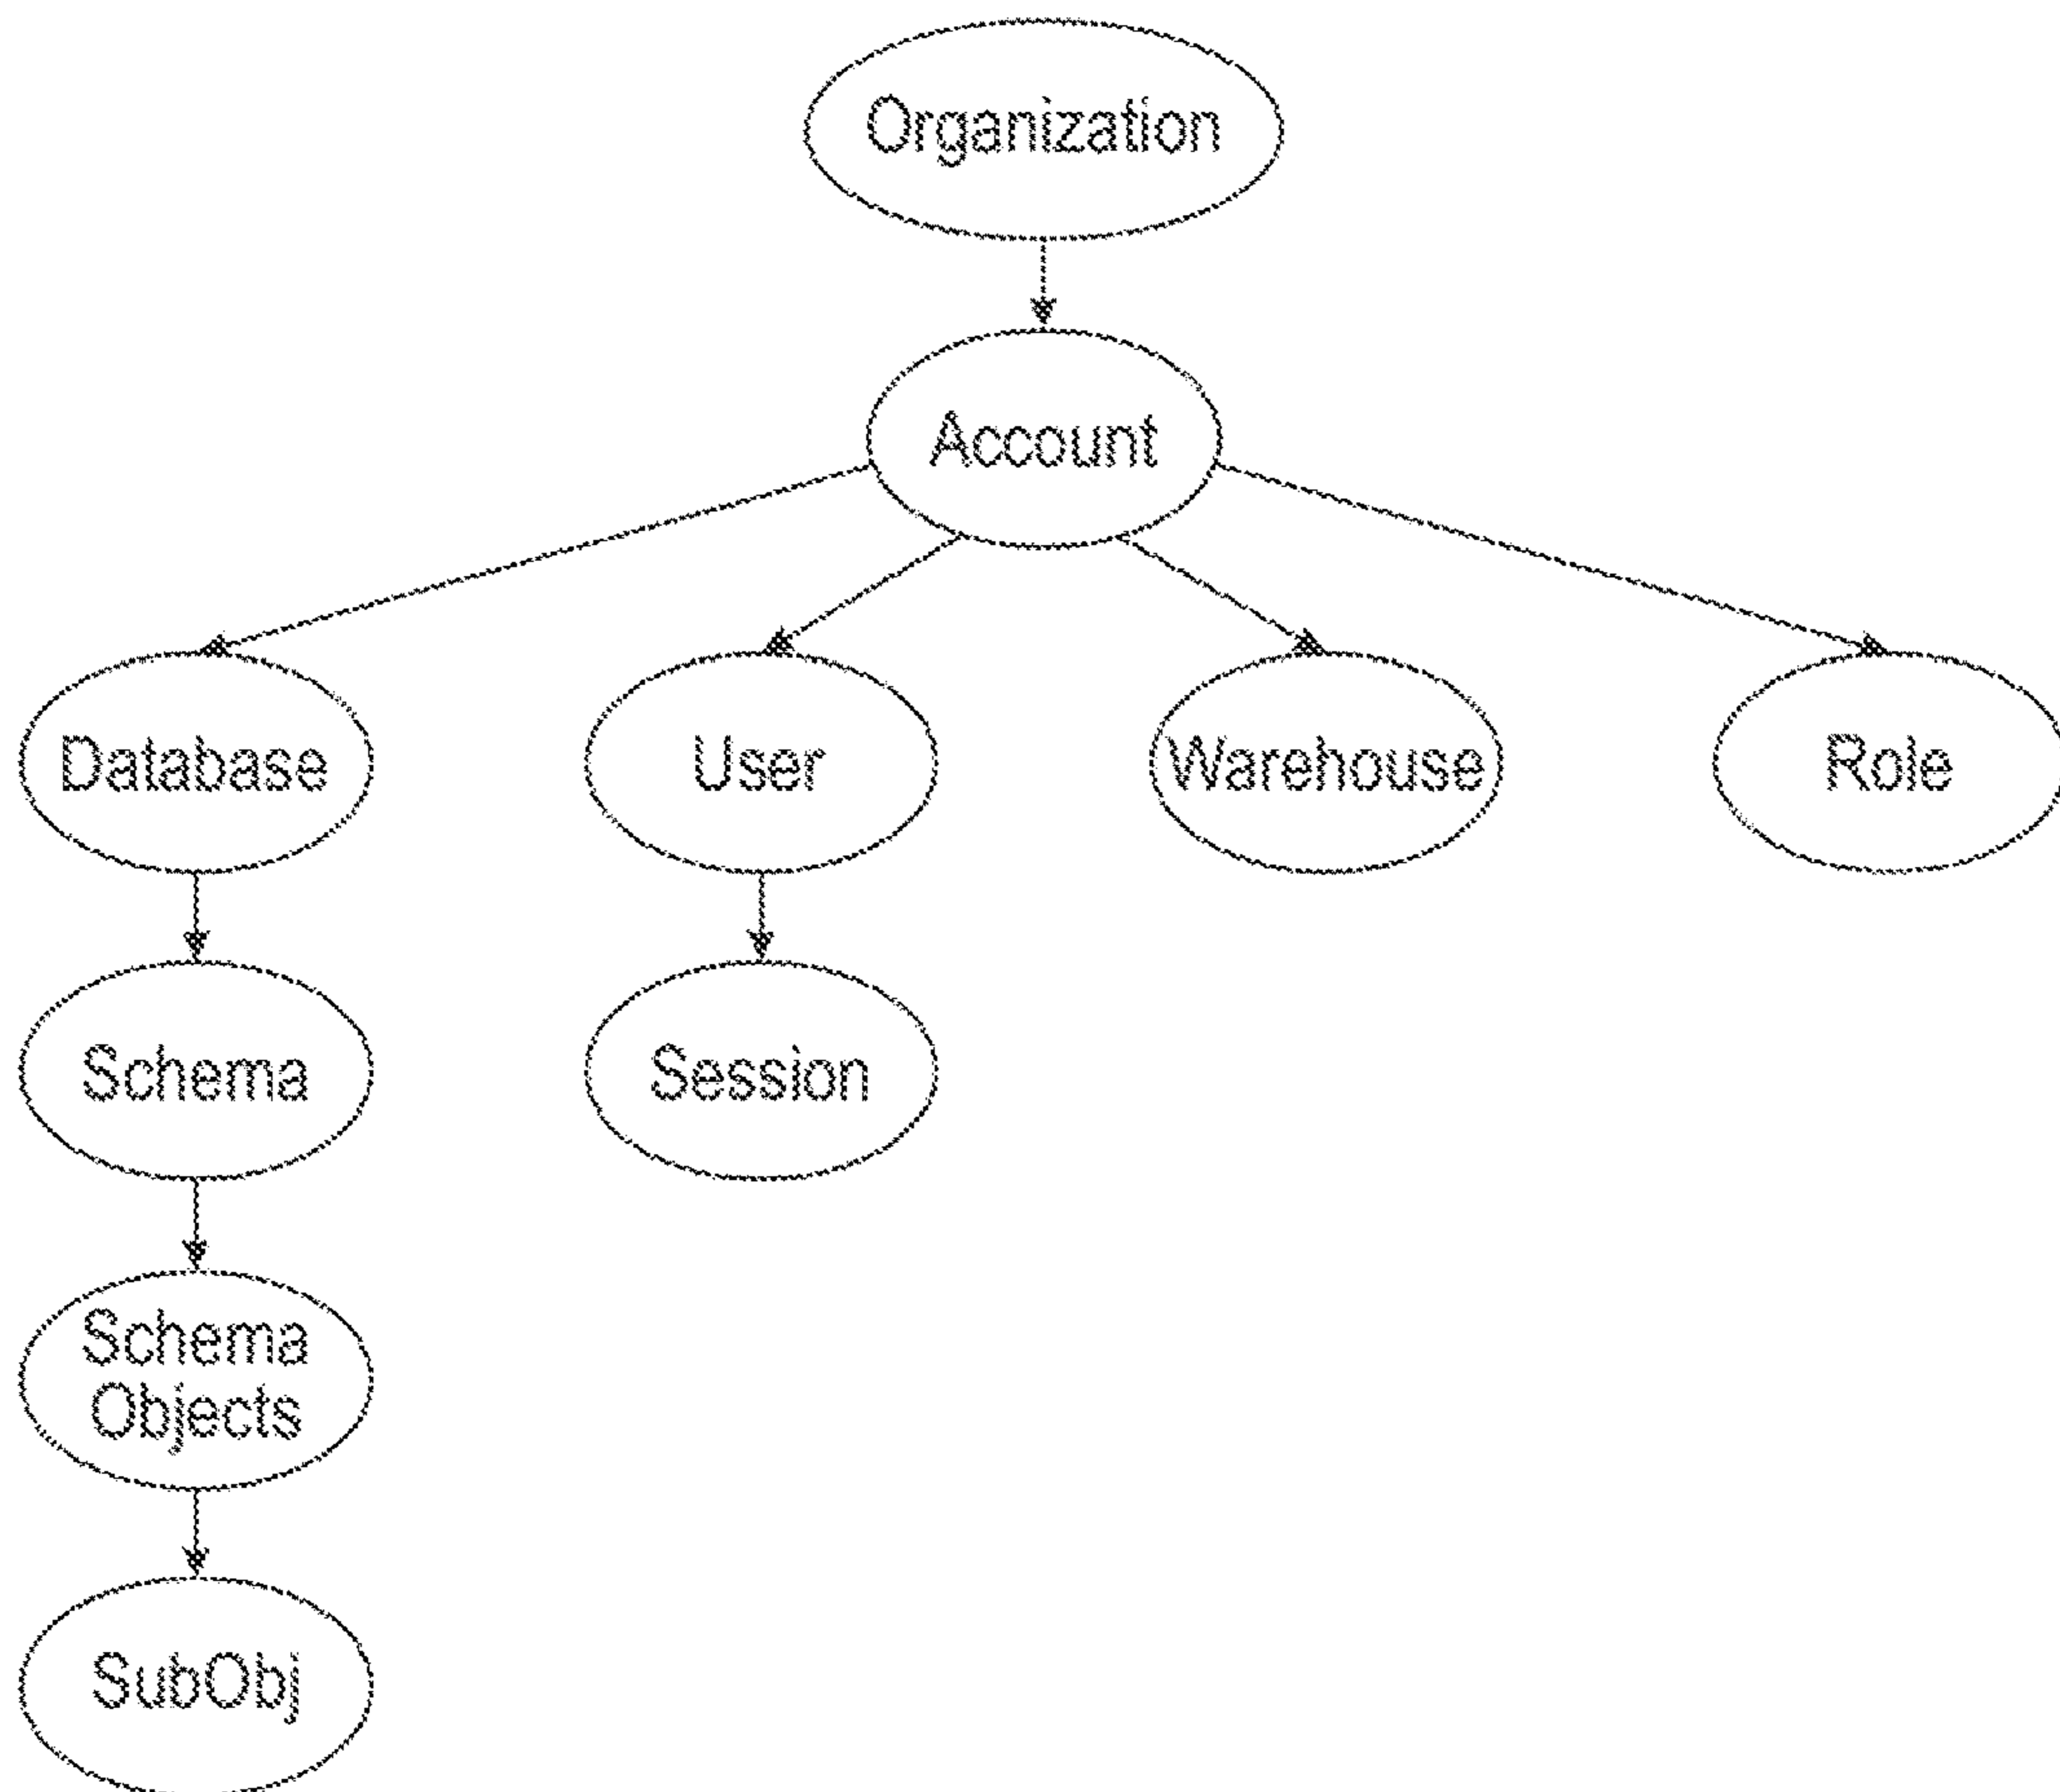 Organization
Account
Database
User
Warehouse
Role
Schema
Session
Schema
Objects
SubObj